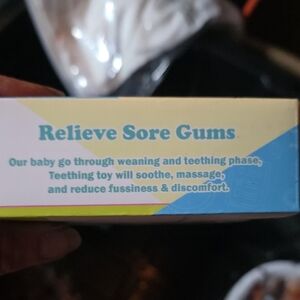 Relieve Sore Gums
Our baby go through weaning and teething phase,
Teething toy will soothe, massage,
and reduce fussiness & discomfort.